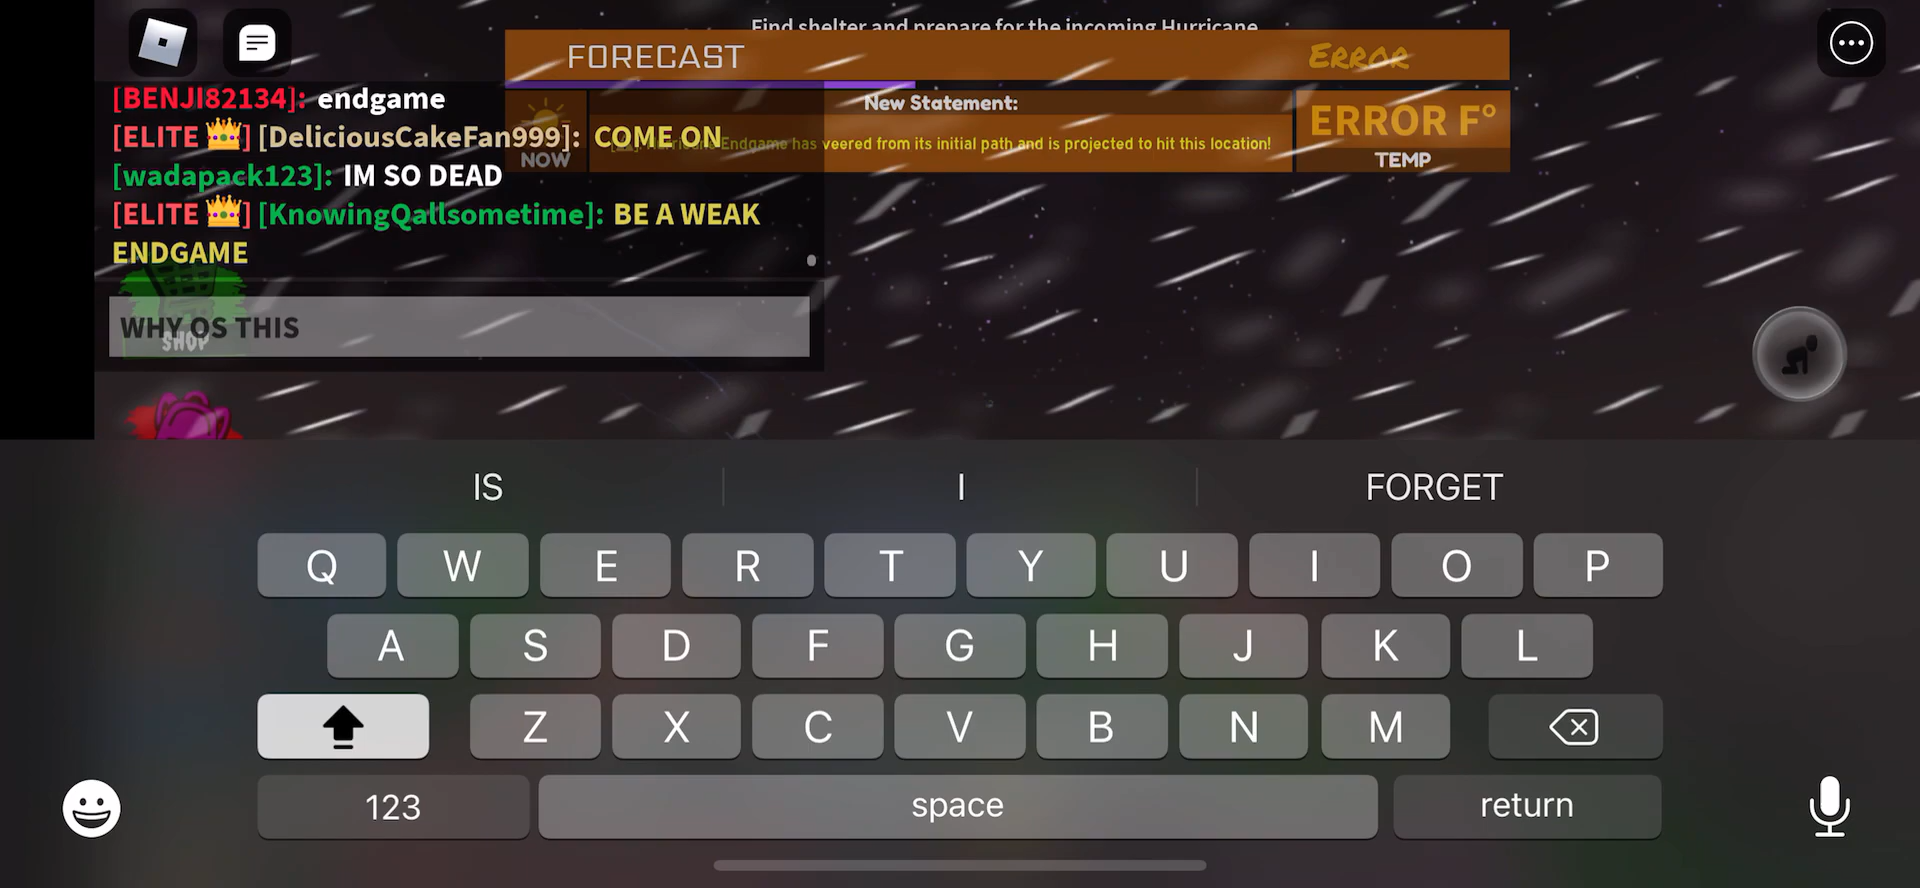 Find shelter and prepare for the incoming Hurricane
FORECAST
ERROR
[BENJI82134]: endgame
New Statement:
ERROR F°
[ELITE 👑] [DeliciousCakeFan999]: COME ON
Endgame has veered from its initial path and is projected to hit this location!
NOW
TEMP
[wadapack123]: IM SO DEAD
[ELITE 👑] [KnowingQallsometime]: BE A WEAK
ENDGAME
WHY OS THIS
SHOP
IS I FORGET
Q W E R T Y U I O P
A S D F G H J K L
Z X C V B N M
123 space return